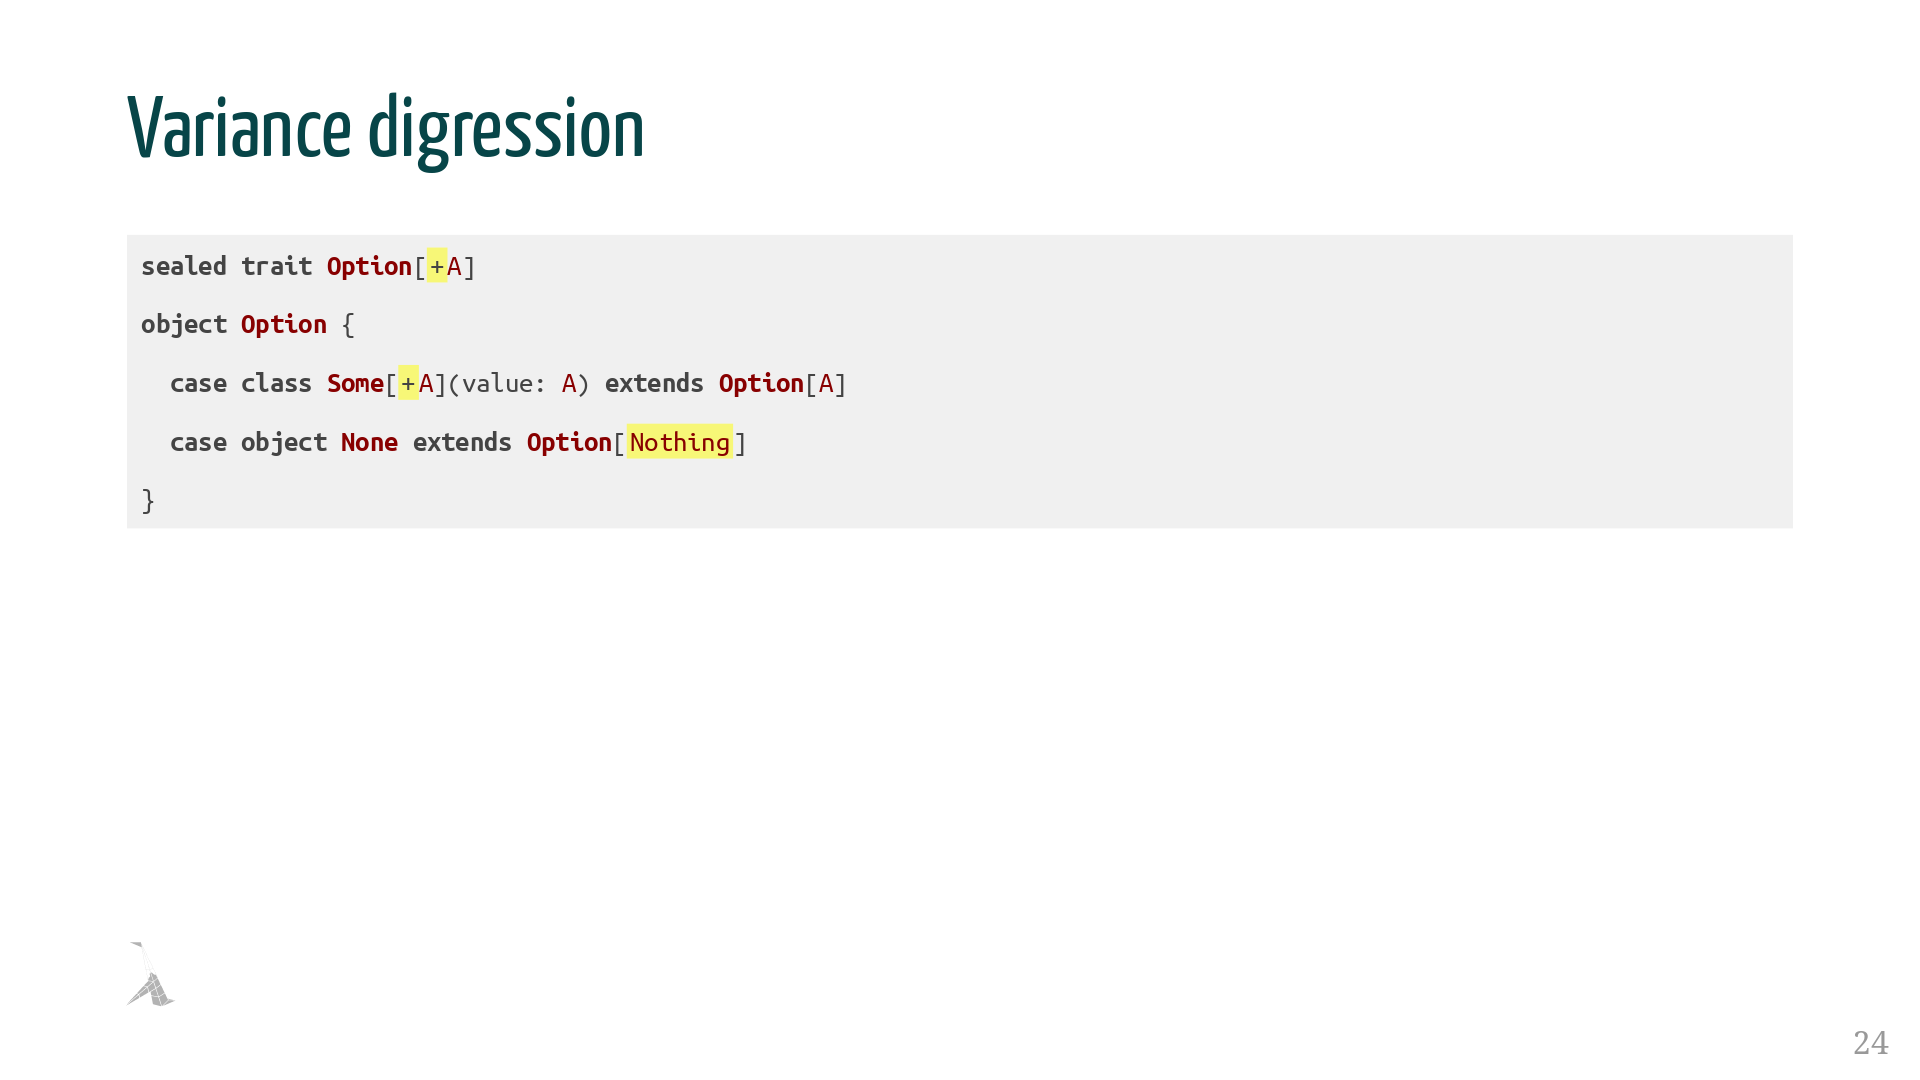 Variance digression
sealed trait Option[+A]
object Option {
  case class Some[+A](value: A) extends Option[A]
  case object None extends Option[Nothing]
}
24